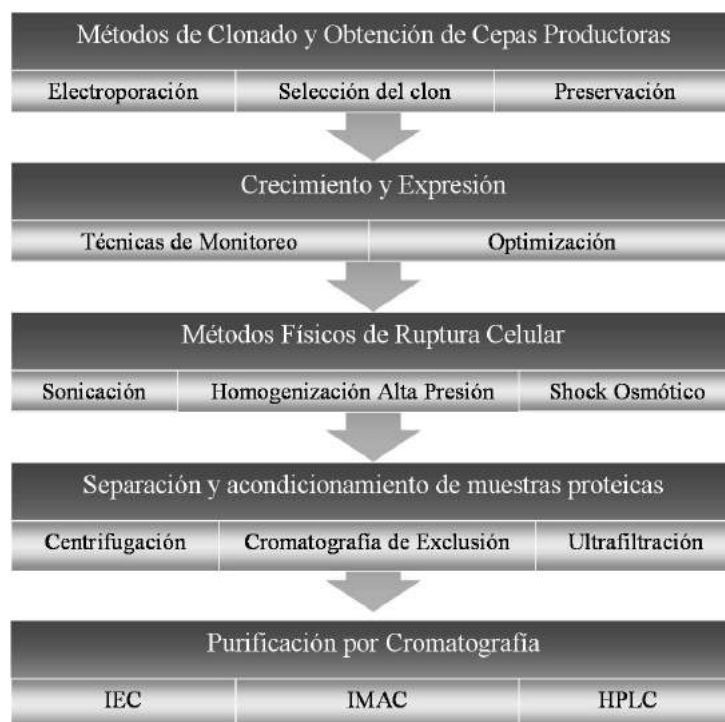 Métodos de Clonado y Obtención de Cepas Productoras
Electroporación Selección del clon Preservación
Crecimiento y Expresión
Técnicas de Monitoreo Optimización
Métodos Físicos de Ruptura Celular
Sonicación Homogenización Alta Presión Shock Osmótico
Separación y acondicionamiento de muestras proteicas
Centrifugación Cromatografía de Exclusión Ultrafiltración
Purificación por Cromatografía
IEC IMAC HPLC